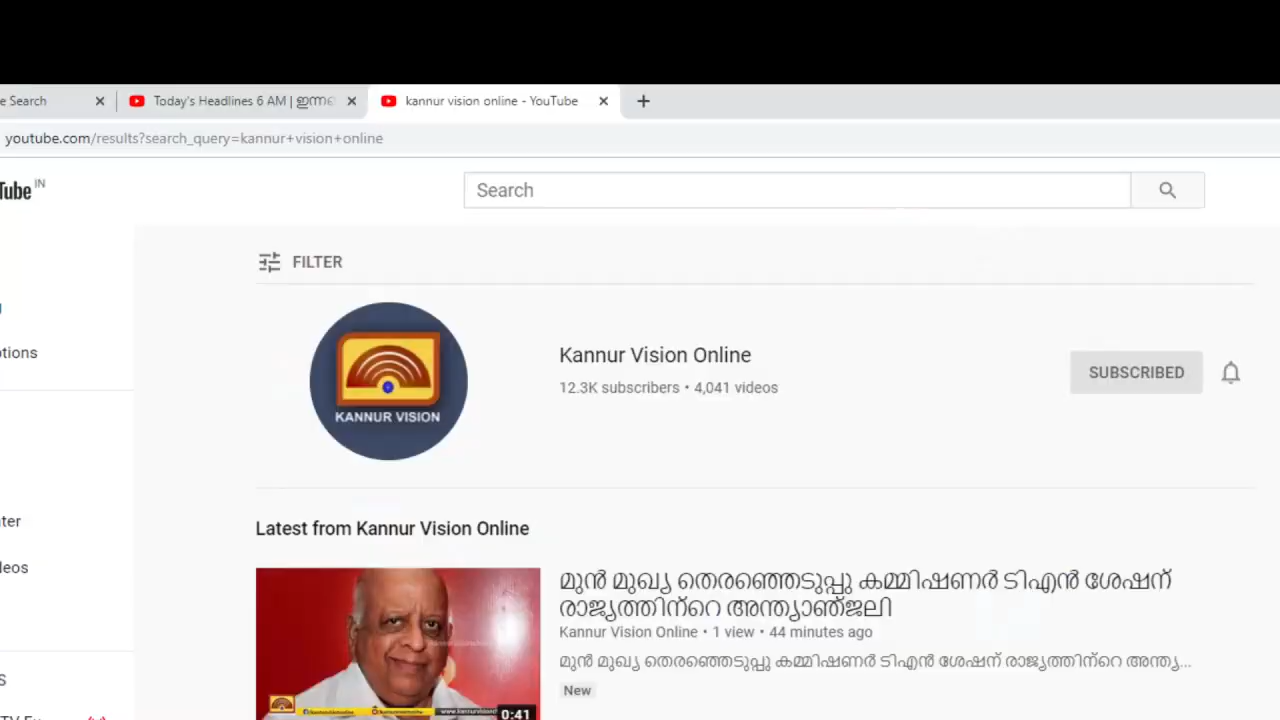 e Search
Today's Headlines 6 AM | ഇന്നത്
kannur vision online - YouTube
youtube.com/results?search_query=kannur+vision+online
Tube IN
Search
FILTER
KANNUR VISION
Kannur Vision Online
12.3K subscribers • 4,041 videos
SUBSCRIBED
ptions
Latest from Kannur Vision Online
nter
deos
മുൻ മുഖ്യ തെരഞ്ഞെടുപ്പു കമ്മിഷണർ ടിഎൻ ശേഷന്
രാജ്യത്തിന്റെ അന്ത്യാഞ്ജലി
Kannur Vision Online • 1 view • 44 minutes ago
മുൻ മുഖ്യ തെരഞ്ഞെടുപ്പു കമ്മിഷണർ ടിഎൻ ശേഷന് രാജ്യത്തിന്റെ അന്ത്യ...
New
0:41